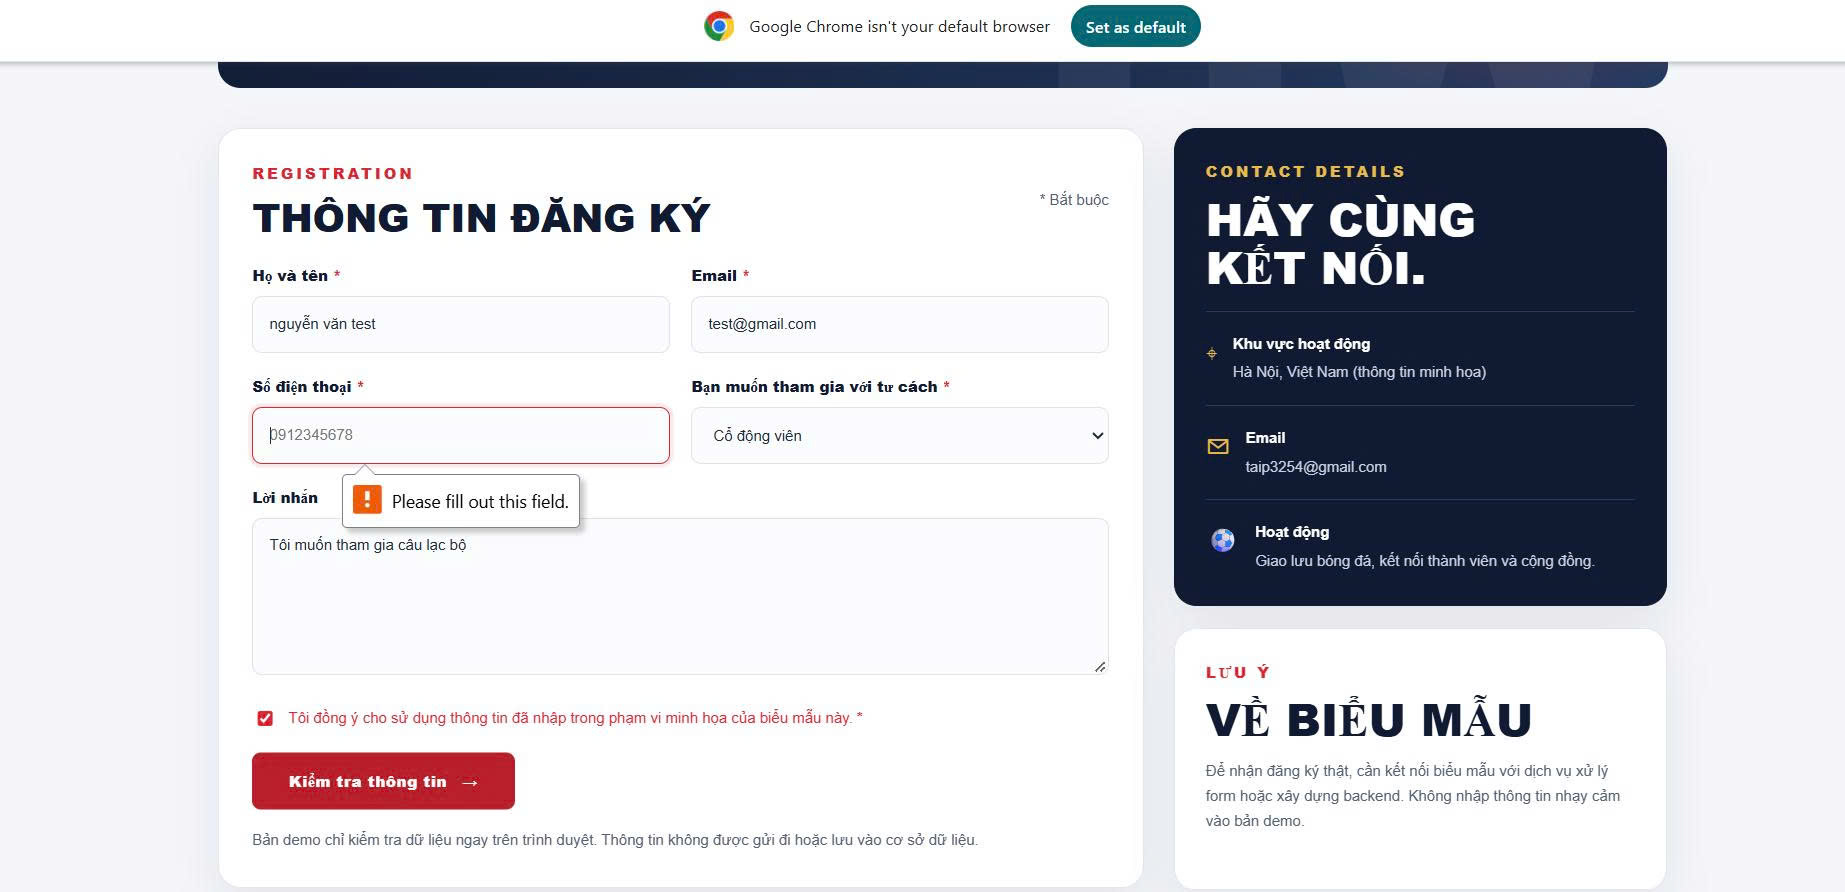 Google Chrome isn't your default browser
Set as default
REGISTRATION
THÔNG TIN ĐĂNG KÝ
* Bắt buộc
Họ và tên *
nguyễn văn test
Email *
test@gmail.com
Số điện thoại *
0912345678
Bạn muốn tham gia với tư cách *
Cổ động viên
Please fill out this field.
Lời nhắn
Tôi muốn tham gia câu lạc bộ
Tôi đồng ý cho sử dụng thông tin đã nhập trong phạm vi minh họa của biểu mẫu này. *
Kiểm tra thông tin →
Bản demo chỉ kiểm tra dữ liệu ngay trên trình duyệt. Thông tin không được gửi đi hoặc lưu vào cơ sở dữ liệu.
CONTACT DETAILS
HÃY CÙNG
KẾT NỐI.
Khu vực hoạt động
Hà Nội, Việt Nam (thông tin minh họa)
Email
taip3254@gmail.com
Hoạt động
Giao lưu bóng đá, kết nối thành viên và cộng đồng.
LƯU Ý
VỀ BIỂU MẪU
Để nhận đăng ký thật, cần kết nối biểu mẫu với dịch vụ xử lý
form hoặc xây dựng backend. Không nhập thông tin nhạy cảm
vào bản demo.